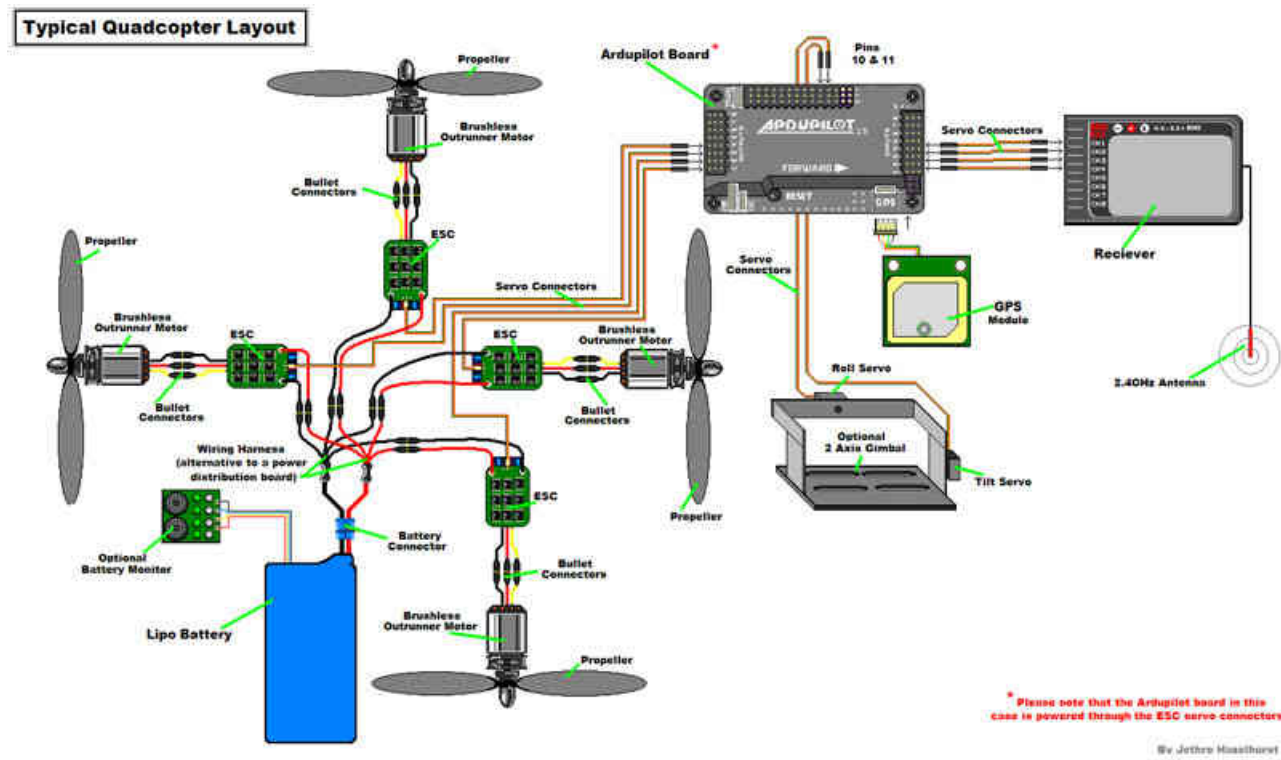 Typical Quadcopter Layout
Propeller
Brushless
Outrunner Motor
Bullet
Connectors
ESC
Propeller
Brushless
Outrunner Motor
ESC
Bullet
Connectors
Servo Connectors
ESC
Brushless
Outrunner Motor
Bullet
Connectors
Propeller
Wiring Harness
(alternative to a power
distribution board)
ESC
Battery
Connector
Optional
Battery Monitor
Bullet
Connectors
Lipo Battery
Brushless
Outrunner Motor
Propeller
Ardupilot Board *
Pins
10 & 11
ARDUPILOT
FORWARD
RESET
GPS
Servo Connectors
Reciever
Servo
Connectors
GPS
Module
2.4GHz Antenna
Roll Servo
Optional
2 Axis Gimbal
Tilt Servo
* Please note that the Ardupilot board in this
case is powered through the ESC servo connectors
By Jethro Hazelhurst